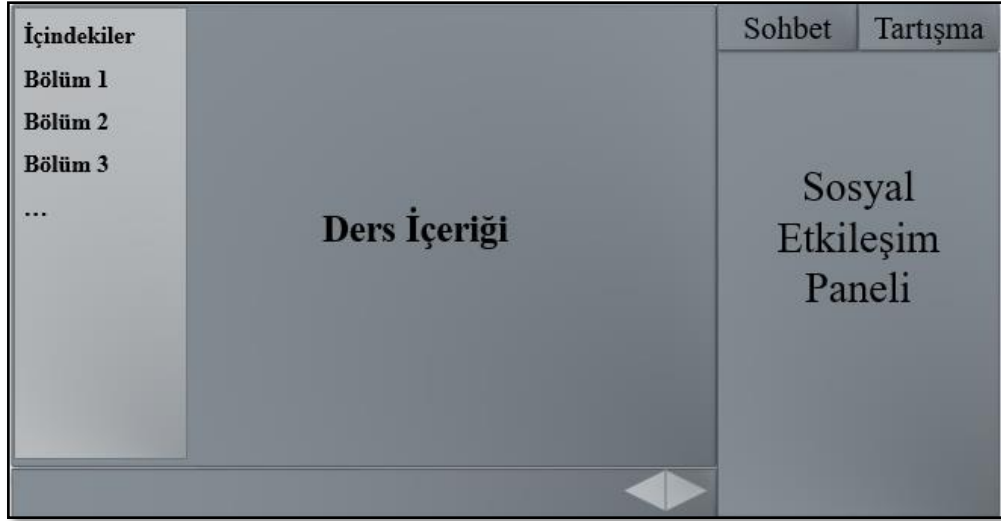 İçindekiler
Bölüm 1
Bölüm 2
Bölüm 3
...
Ders İçeriği
Sohbet
Tartışma
Sosyal
Etkileşim
Paneli